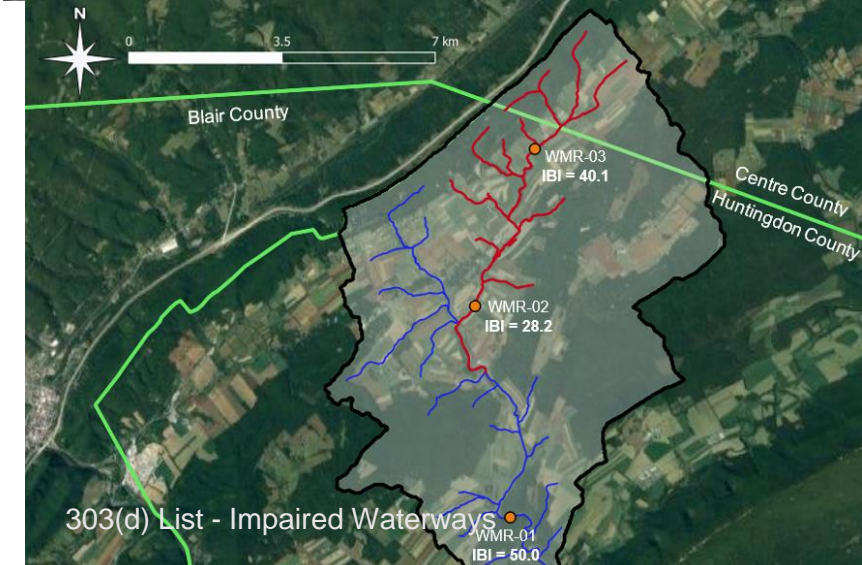 N
0 3.5 7 km
Blair County
WMR-03
IBI = 40.1
Centre County
Huntingdon County
WMR-02
IBI = 28.2
303(d) List - Impaired Waterways
WMR-01
IBI = 50.0